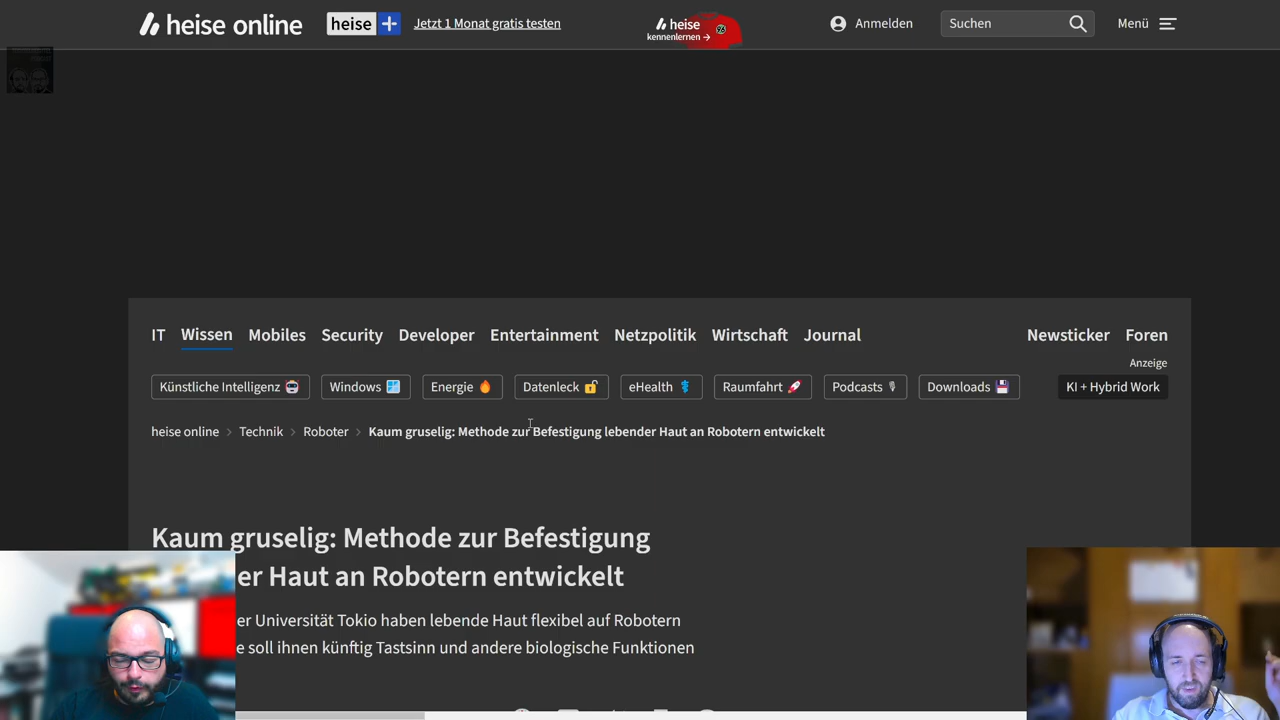 heise online
heise +
Jetzt 1 Monat gratis testen
heise
kennenlernen →
Anmelden
Suchen
Menü
IT Wissen Mobiles Security Developer Entertainment Netzpolitik Wirtschaft Journal
Newsticker Foren
Anzeige
Künstliche Intelligenz Windows Energie Datenleck eHealth Raumfahrt Podcasts Downloads
KI + Hybrid Work
heise online > Technik > Roboter > Kaum gruselig: Methode zur Befestigung lebender Haut an Robotern entwickelt
Kaum gruselig: Methode zur Befestigung
er Haut an Robotern entwickelt
er Universität Tokio haben lebende Haut flexibel auf Robotern
e soll ihnen künftig Tastsinn und andere biologische Funktionen